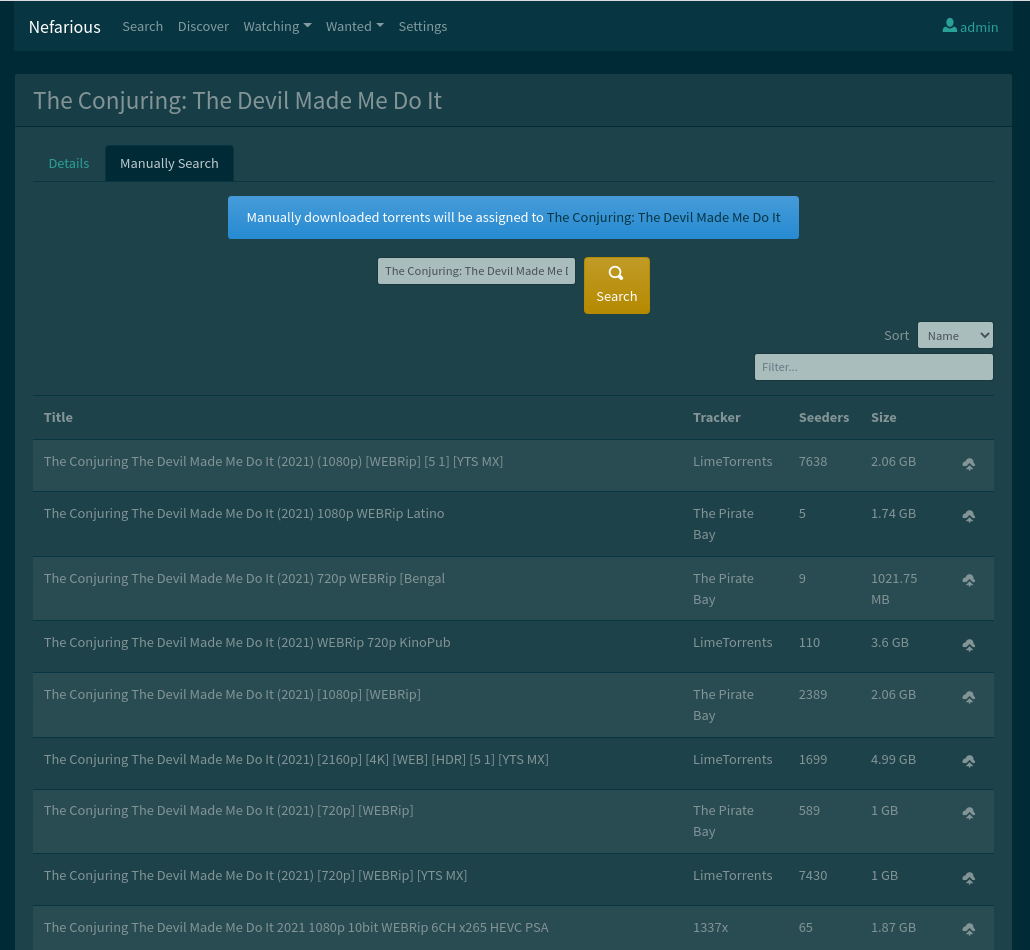 Nefarious Search Discover Watching Wanted Settings admin
The Conjuring: The Devil Made Me Do It
Details Manually Search
Manually downloaded torrents will be assigned to The Conjuring: The Devil Made Me Do It
The Conjuring: The Devil Made Me
Search
Sort Name
Filter...
Title Tracker Seeders Size
The Conjuring The Devil Made Me Do It (2021) (1080p) [WEBRip] [5 1] [YTS MX] LimeTorrents 7638 2.06 GB
The Conjuring The Devil Made Me Do It (2021) 1080p WEBRip Latino The Pirate 5 1.74 GB
Bay
The Conjuring The Devil Made Me Do It (2021) 720p WEBRip [Bengal The Pirate 9 1021.75
Bay MB
The Conjuring The Devil Made Me Do It (2021) WEBRip 720p KinoPub LimeTorrents 110 3.6 GB
The Conjuring The Devil Made Me Do It (2021) [1080p] [WEBRip] The Pirate 2389 2.06 GB
Bay
The Conjuring The Devil Made Me Do It (2021) [2160p] [4K] [WEB] [HDR] [5 1] [YTS MX] LimeTorrents 1699 4.99 GB
The Conjuring The Devil Made Me Do It (2021) [720p] [WEBRip] The Pirate 589 1 GB
Bay
The Conjuring The Devil Made Me Do It (2021) [720p] [WEBRip] [YTS MX] LimeTorrents 7430 1 GB
The Conjuring The Devil Made Me Do It 2021 1080p 10bit WEBRip 6CH x265 HEVC PSA 1337x 65 1.87 GB